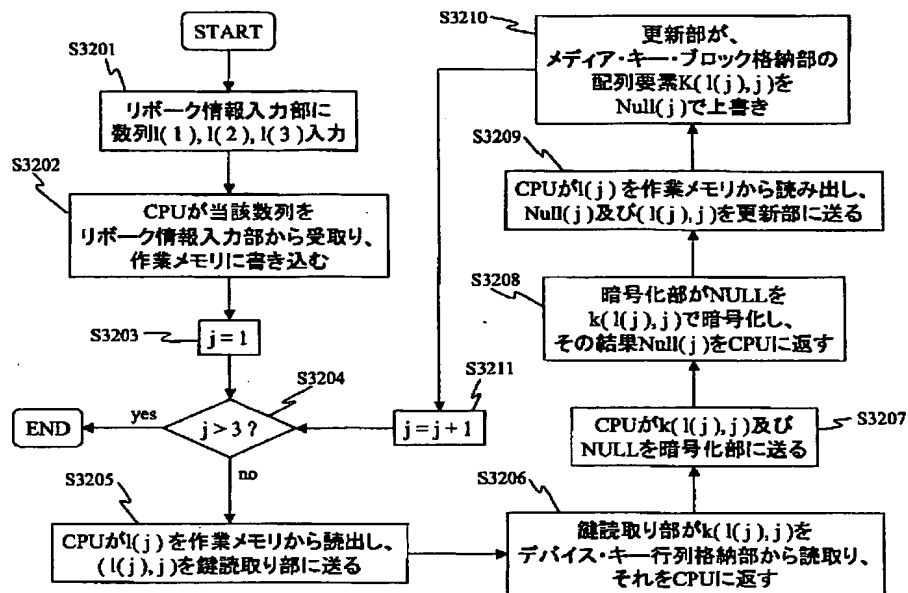 START
S3201
リボーク情報入力部に
数列l(1), l(2), l(3)入力
S3202
CPUが当該数列を
リボーク情報入力部から受取り、
作業メモリに書き込む
S3203
j = 1
S3204
j > 3 ?
yes
END
no
S3205
CPUがl(j)を作業メモリから読出し、
(l(j), j)を鍵読取り部に送る
S3206
鍵読取り部がk(l(j), j)を
デバイス・キー行列格納部から読取り、
それをCPUに返す
S3207
CPUがk(l(j), j)及び
NULLを暗号化部に送る
S3208
暗号化部がNULLを
k(l(j), j)で暗号化し、
その結果Null(j)をCPUに返す
S3209
CPUがl(j)を作業メモリから読み出し、
Null(j)及び(l(j), j)を更新部に送る
S3210
更新部が、
メディア・キー・ブロック格納部の
配列要素K(l(j), j)を
Null(j)で上書き
S3211
j = j + 1